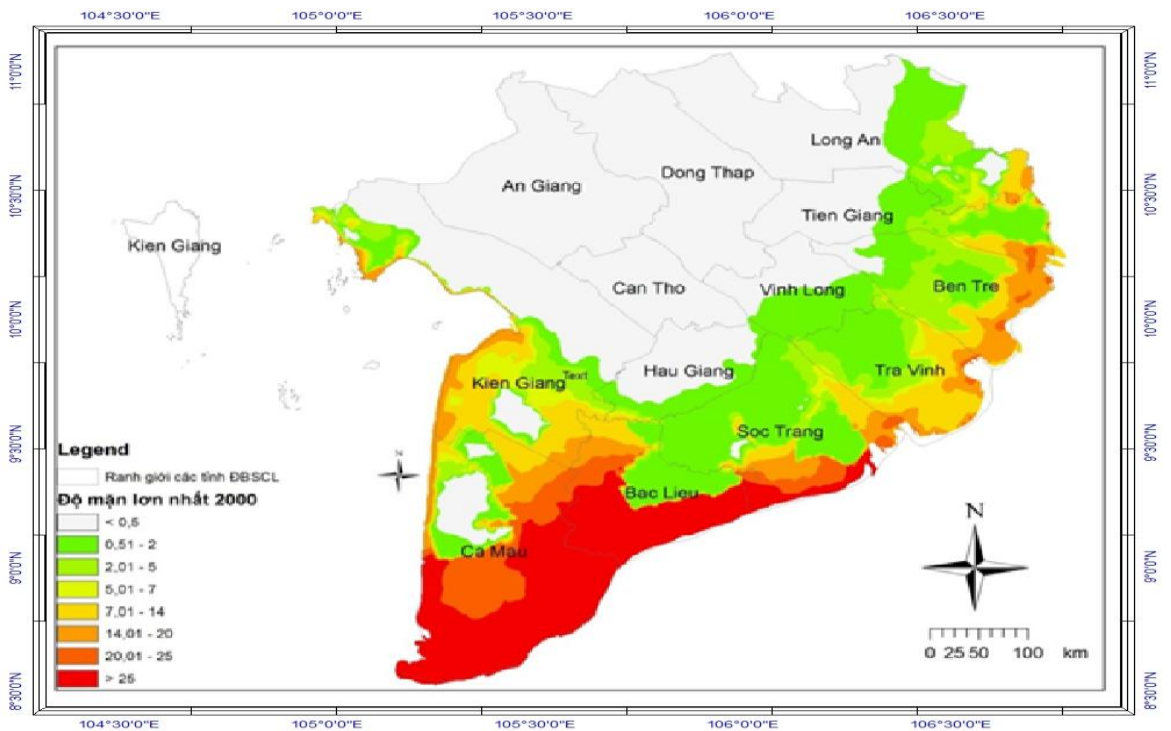 104°30'0"E 105°0'0"E 105°30'0"E 106°0'0"E 106°30'0"E
11°0'0"N
11°0'0"N
Long An
Dong Thap
An Giang
10°30'0"N
10°30'0"N
Tien Giang
Kien Giang
Can Tho
Vinh Long
Ben Tre
10°0'0"N
10°0'0"N
Hau Giang
Tra Vinh
Kien Giang
Text
Soc Trang
9°30'0"N
9°30'0"N
Legend
Ranh giới các tỉnh ĐBSCL
Độ mặn lớn nhất 2000
< 0,5
0,51 - 2
2,01 - 5
5,01 - 7
7,01 - 14
14,01 - 20
20,01 - 25
> 25
Bac Lieu
Ca Mau
N
N
9°0'0"N
9°0'0"N
0 25 50 100 km
8°30'0"N
8°30'0"N
104°30'0"E 105°0'0"E 105°30'0"E 106°0'0"E 106°30'0"E